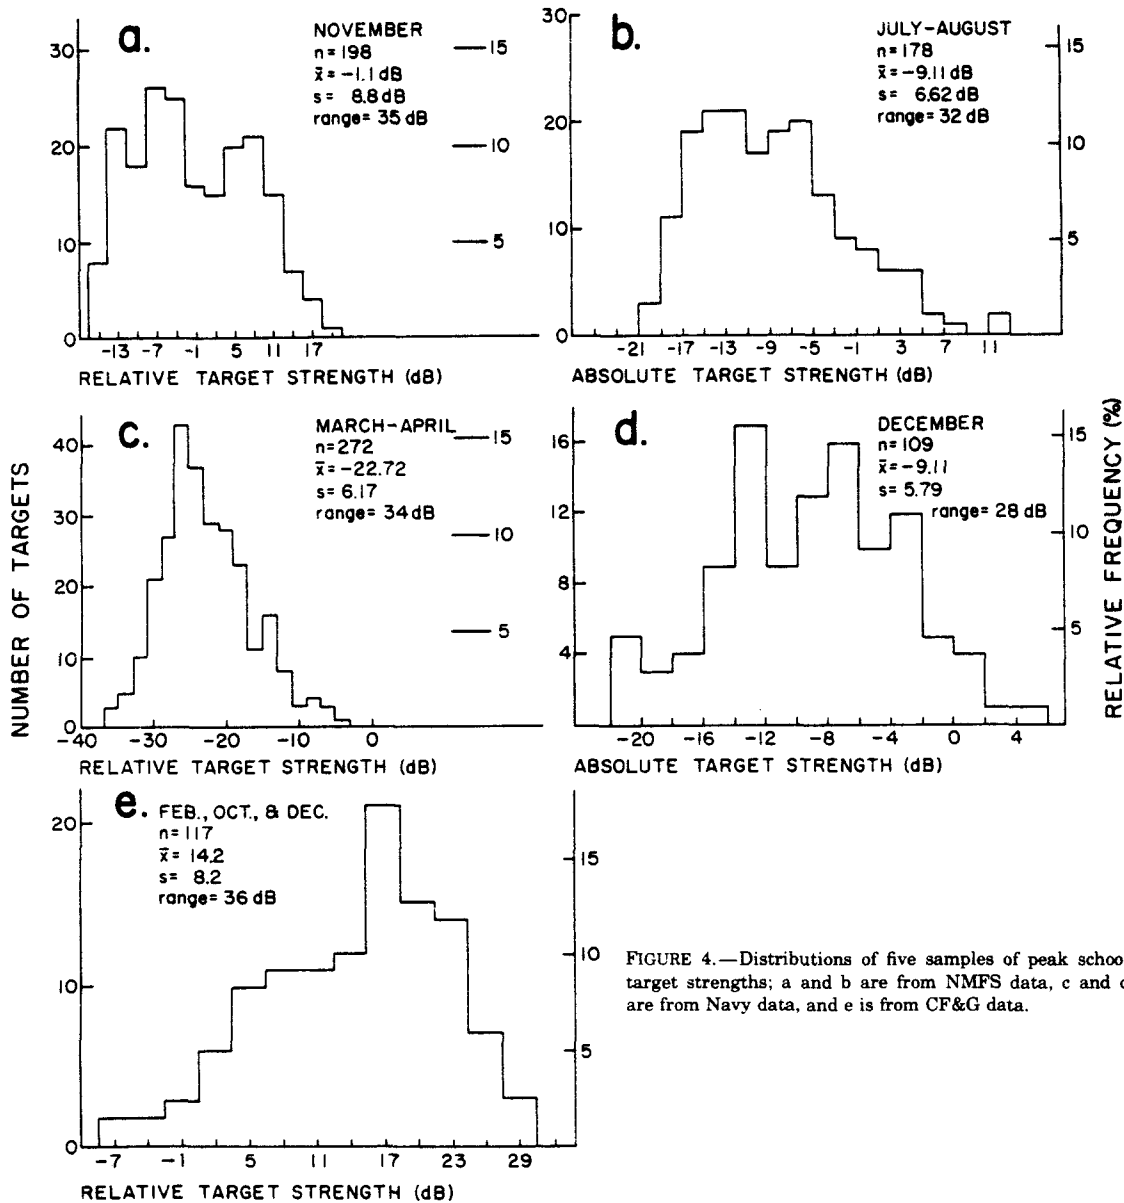 a.
NOVEMBER
n=198
x̄=-1.1 dB
s= 8.8 dB
range= 35 dB
30
20
10
0
15
10
5
-13 -7 -1 5 11 17
RELATIVE TARGET STRENGTH (dB)
b.
JULY-AUGUST
n=178
x̄=-9.11 dB
s= 6.62 dB
range= 32 dB
30
20
10
0
15
10
5
-21 -17 -13 -9 -5 -1 3 7 11
ABSOLUTE TARGET STRENGTH (dB)
c.
MARCH-APRIL
n=272
x̄=-22.72
s= 6.17
range= 34 dB
40
30
20
10
0
15
10
5
-40 -30 -20 -10 0
RELATIVE TARGET STRENGTH (dB)
NUMBER OF TARGETS
d.
DECEMBER
n=109
x̄=-9.11
s= 5.79
range= 28 dB
16
12
8
4
15
10
5
-20 -16 -12 -8 -4 0 4
ABSOLUTE TARGET STRENGTH (dB)
RELATIVE FREQUENCY (%)
e.
FEB., OCT., & DEC.
n=117
x̄= 14.2
s= 8.2
range= 36 dB
20
10
0
15
10
5
-7 -1 5 11 17 23 29
RELATIVE TARGET STRENGTH (dB)
FIGURE 4.—Distributions of five samples of peak schoo
target strengths; a and b are from NMFS data, c and
are from Navy data, and e is from CF&G data.